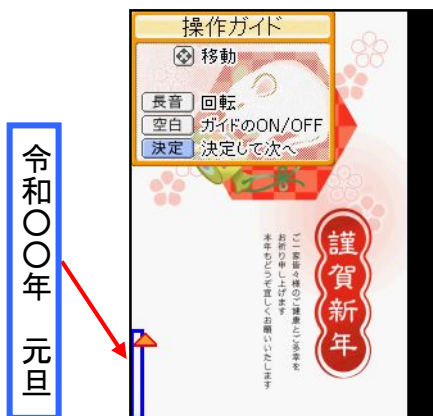 操作ガイド
移動
長音 回転
空白 ガイドのON/OFF
決定 決定して次へ
謹賀新年
ご一家皆々様のご健康とご多幸を
お祈り申し上げます
本年もどうぞ宜しくお願いいたします
令和〇〇年 元旦